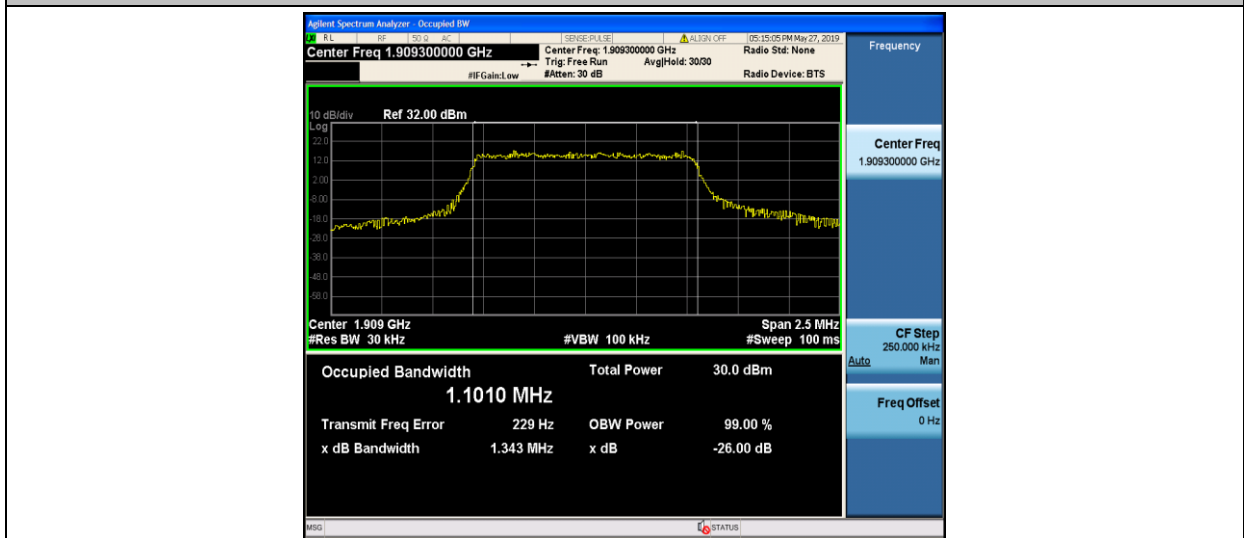 Agilent Spectrum Analyzer - Occupied BW
RL RF 50 Ω AC SENSE:PULSE ALIGN OFF 05:15:05 PM May 27, 2019
Center Freq 1.909300000 GHz
Center Freq: 1.909300000 GHz Radio Std: None
Trig: Free Run Avg|Hold: 30/30
#IFGain:Low #Atten: 30 dB Radio Device: BTS
10 dB/div Ref 32.00 dBm
Log
22.0
12.0
2.00
-8.00
-18.0
-28.0
-38.0
-48.0
-58.0
Center 1.909 GHz Span 2.5 MHz
#Res BW 30 kHz #VBW 100 kHz #Sweep 100 ms
Occupied Bandwidth Total Power 30.0 dBm
1.1010 MHz
Transmit Freq Error 229 Hz OBW Power 99.00 %
x dB Bandwidth 1.343 MHz x dB -26.00 dB
Frequency
Center Freq
1.909300000 GHz
CF Step
250.000 kHz
Auto Man
Freq Offset
0 Hz
MSG STATUS